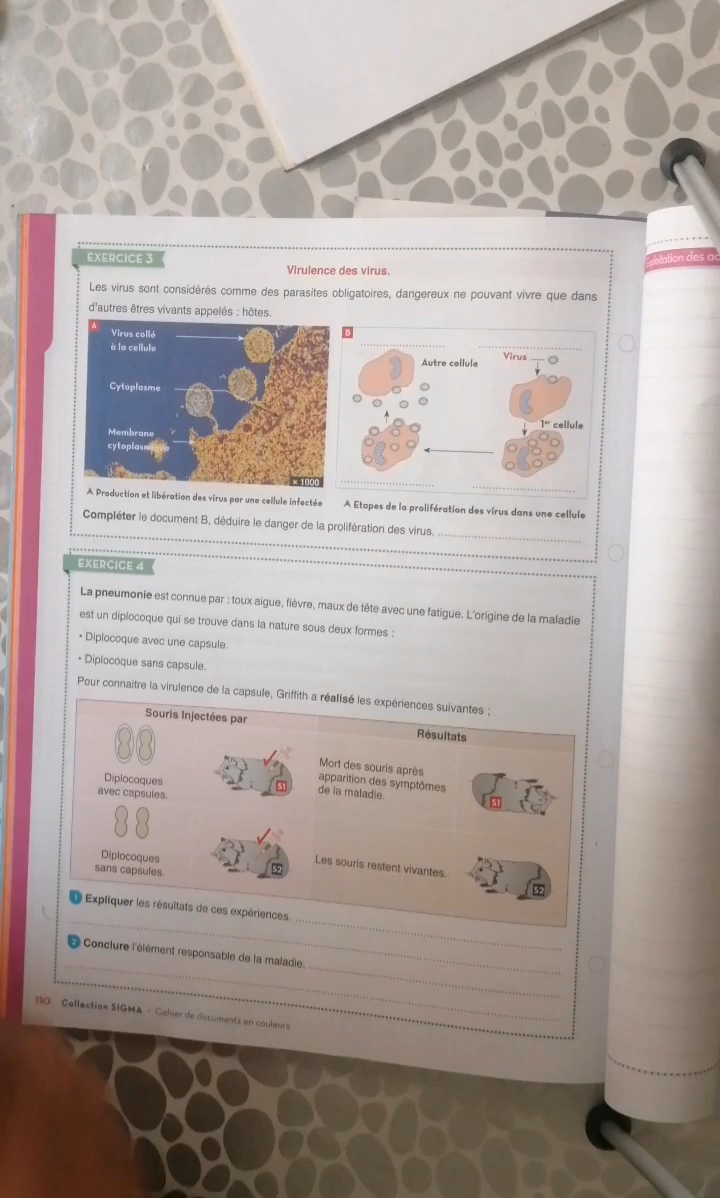 EXERCICE 3
Virulence des virus.
Les virus sont considérés comme des parasites obligatoires, dangereux ne pouvant vivre que dans
d'autres êtres vivants appelés : hôtes.
A
Virus collé
à la cellule
Cytoplasme
Membrane
cytoplasmique
x 1000
B
Autre cellule
Virus
1ère cellule
A Production et libération des virus par une cellule infectée
A Etapes de la prolifération des virus dans une cellule
Compléter le document B, déduire le danger de la prolifération des virus.
EXERCICE 4
La pneumonie est connue par : toux aigue, fièvre, maux de tête avec une fatigue. L'origine de la maladie
est un diplocoque qui se trouve dans la nature sous deux formes :
• Diplocoque avec une capsule.
• Diplocoque sans capsule.
Pour connaitre la virulence de la capsule, Griffith a réalisé les expériences suivantes ;
Souris Injectées par
Résultats
Diplocoques
avec capsules.
S1
Mort des souris après
apparition des symptômes
de la maladie.
S1
Diplocoques
sans capsules.
S2
Les souris restent vivantes.
S2
1 Expliquer les résultats de ces expériences.
2 Conclure l'élément responsable de la maladie.
110 Collection SIGMA - Cahier de documents en couleurs